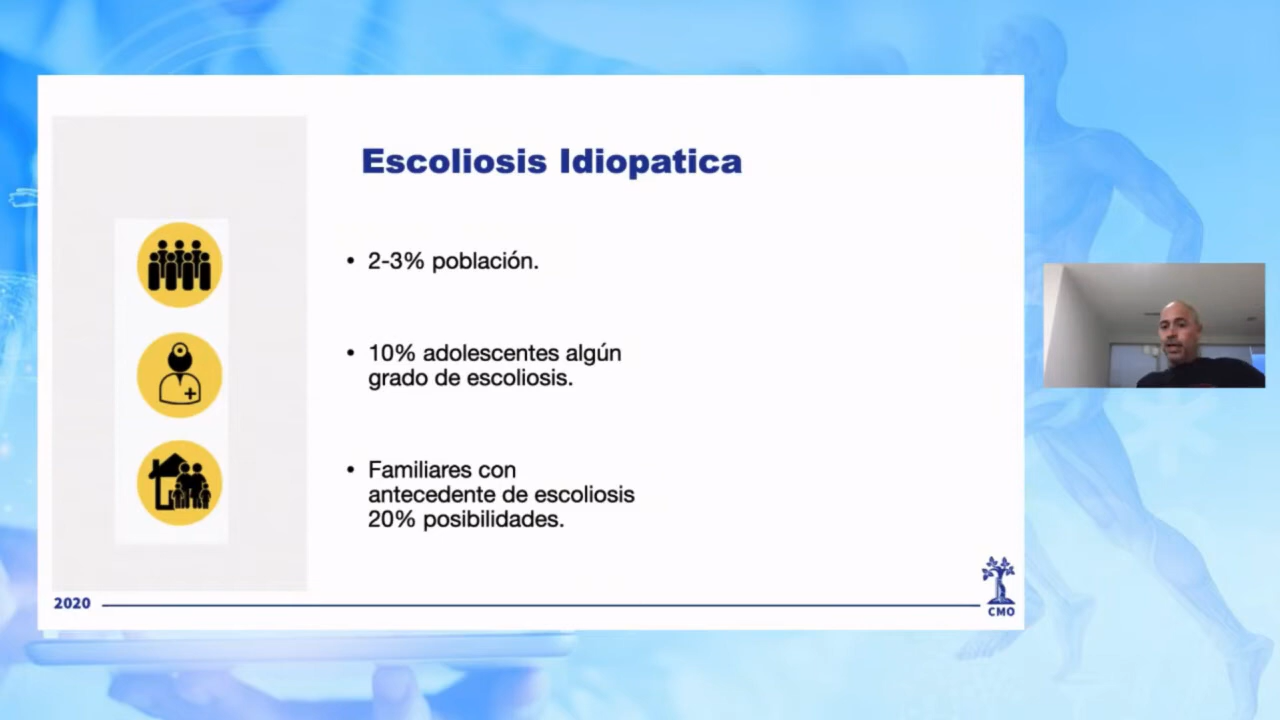 Escoliosis Idiopatica
• 2-3% población.
• 10% adolescentes algún
grado de escoliosis.
• Familiares con
antecedente de escoliosis
20% posibilidades.
2020
CMO